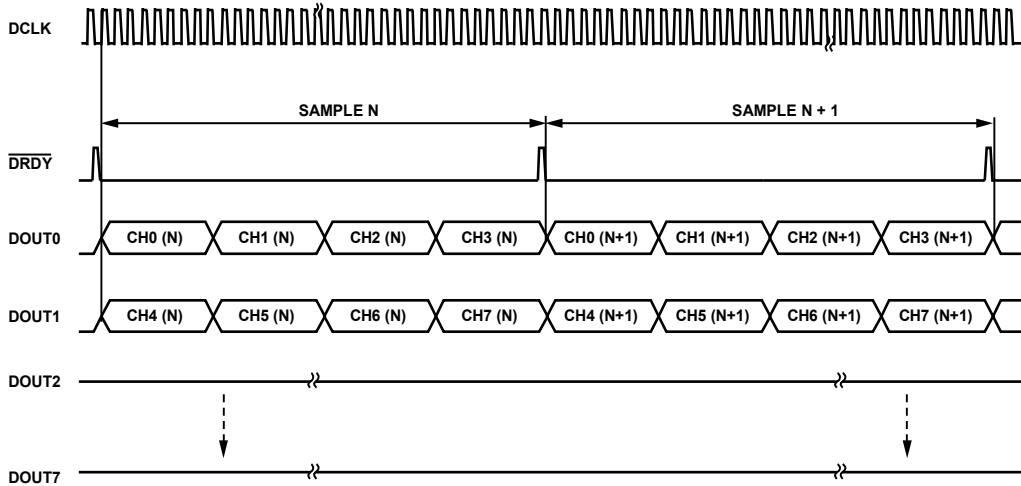 DCLK
SAMPLE N SAMPLE N + 1
DRDY
DOUT0 CH0 (N) CH1 (N) CH2 (N) CH3 (N) CH0 (N+1) CH1 (N+1) CH2 (N+1) CH3 (N+1)
DOUT1 CH4 (N) CH5 (N) CH6 (N) CH7 (N) CH4 (N+1) CH5 (N+1) CH6 (N+1) CH7 (N+1)
DOUT2
DOUT7